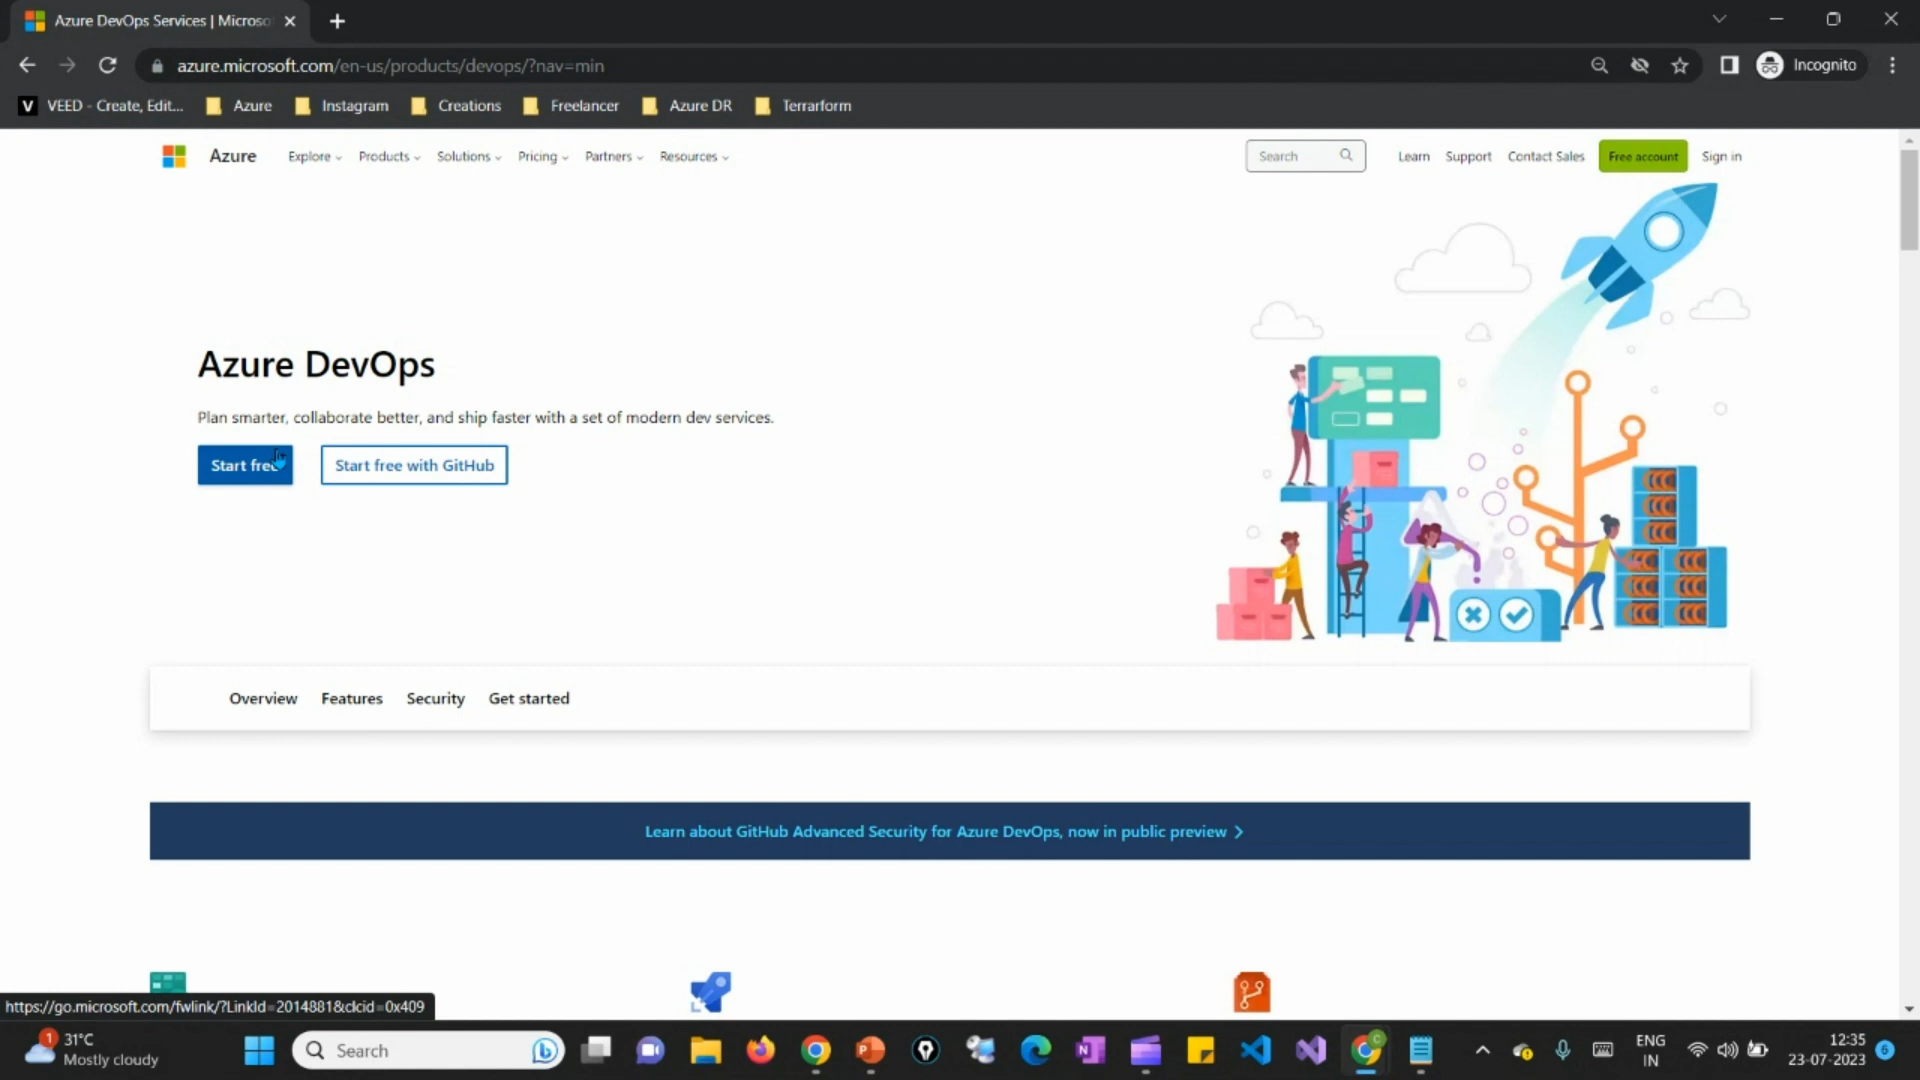 Azure DevOps Services | Microso
azure.microsoft.com/en-us/products/devops/?nav=min
Incognito
V VEED - Create, Edit... Azure Instagram Creations Freelancer Azure DR Terrarform
Azure Explore Products Solutions Pricing Partners Resources Search Learn Support Contact Sales Free account Sign in
Azure DevOps
Plan smarter, collaborate better, and ship faster with a set of modern dev services.
Start free Start free with GitHub
Overview Features Security Get started
Learn about GitHub Advanced Security for Azure DevOps, now in public preview
https://go.microsoft.com/fwlink/?LinkId=2014881&clcid=0x409
1 31°C
Mostly cloudy
Search
ENG
IN
12:35
23-07-2023
6